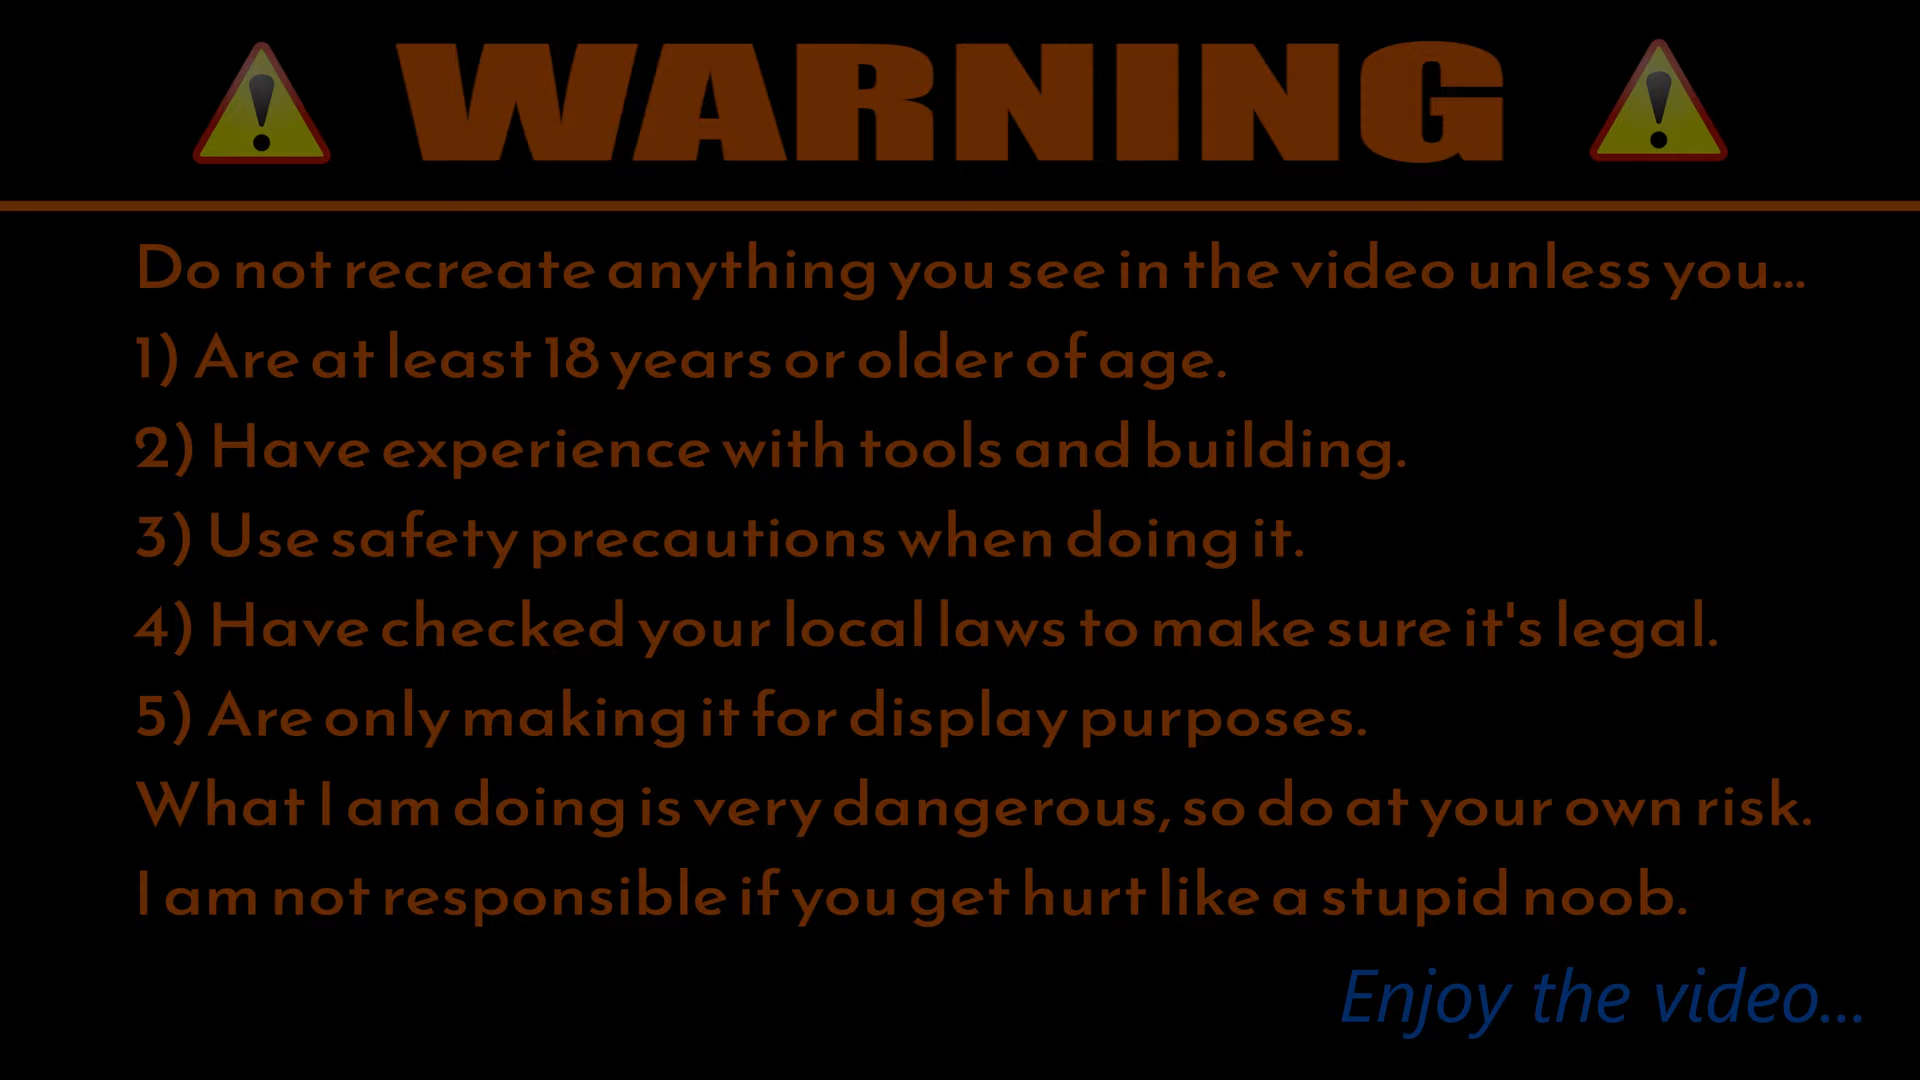 WARNING
Do not recreate anything you see in the video unless you...
1) Are at least 18 years or older of age.
2) Have experience with tools and building.
3) Use safety precautions when doing it.
4) Have checked your local laws to make sure it's legal.
5) Are only making it for display purposes.
What I am doing is very dangerous, so do at your own risk.
I am not responsible if you get hurt like a stupid noob.
Enjoy the video...